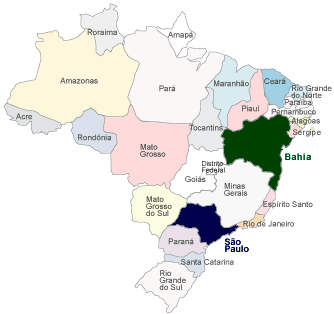 Roraima
Amapá
Amazonas
Pará
Maranhão
Ceará
Rio Grande
do Norte
Paraíba
Pernambuco
Alagoas
Sergipe
Piauí
Acre
Rondônia
Tocantins
Mato
Grosso
Bahia
Distrito
Federal
Goiás
Minas
Gerais
Mato
Grosso
do Sul
Espírito Santo
Rio de Janeiro
São
Paulo
Paraná
Santa Catarina
Rio
Grande
do Sul